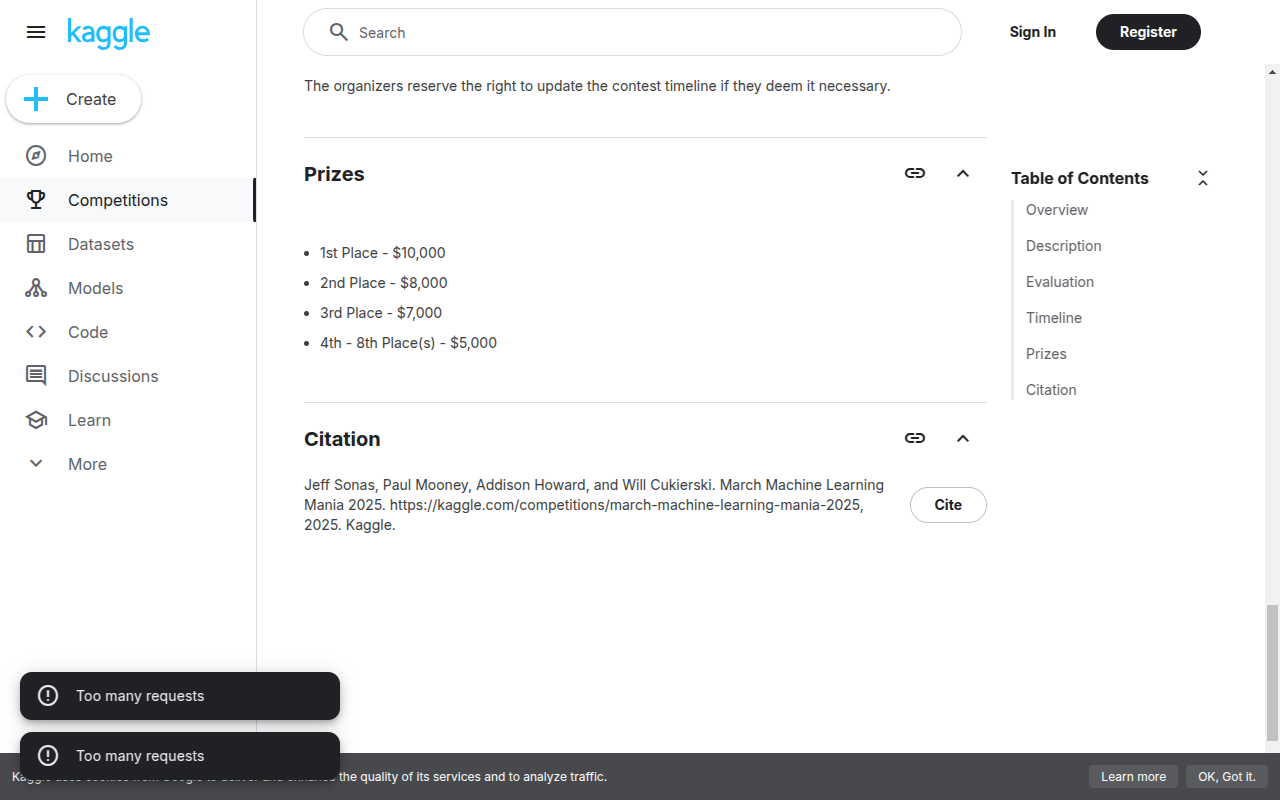 kaggle
Search
Sign In
Register
Create
Home
Competitions
Datasets
Models
Code
Discussions
Learn
More
The organizers reserve the right to update the contest timeline if they deem it necessary.
Prizes
1st Place - $10,000
2nd Place - $8,000
3rd Place - $7,000
4th - 8th Place(s) - $5,000
Citation
Jeff Sonas, Paul Mooney, Addison Howard, and Will Cukierski. March Machine Learning
Mania 2025. https://kaggle.com/competitions/march-machine-learning-mania-2025,
2025. Kaggle.
Cite
Table of Contents
Overview
Description
Evaluation
Timeline
Prizes
Citation
Too many requests
Too many requests
the quality of its services and to analyze traffic.
Learn more
OK, Got it.